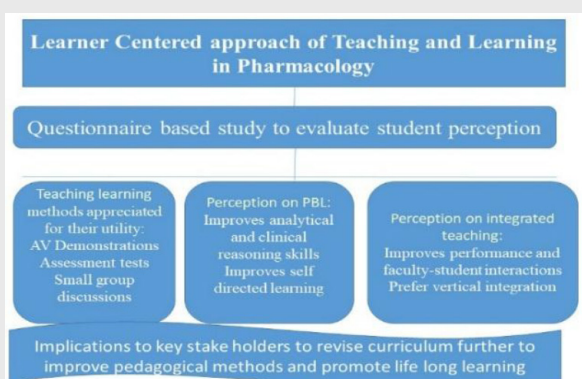 Learner Centered approach of Teaching and Learning
in Pharmacology
Questionnaire based study to evaluate student perception
Teaching learning
methods appreciated
for their utility:
AV Demonstrations
Assessment tests
Small group
discussions
Perception on PBL:
Improves analytical
and clinical
reasoning skills
Improves self
directed learning
Perception on integrated
teaching:
Improves performance and
faculty-student interactions
Prefer vertical integration
Implications to key stake holders to revise curriculum further to
improve pedagogical methods and promote life long learning